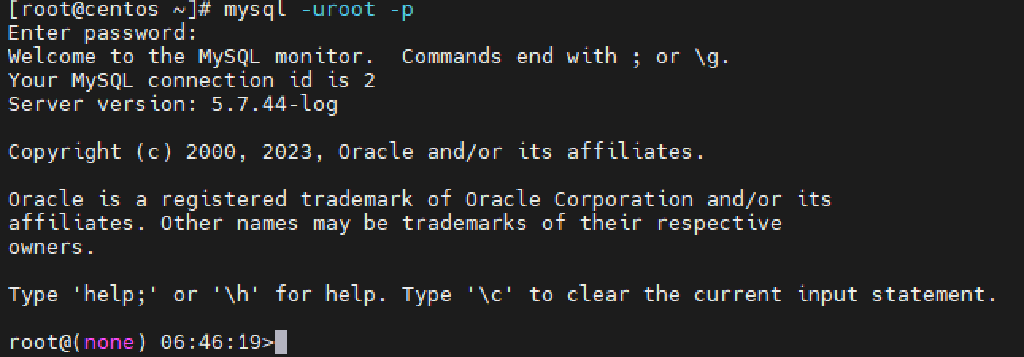 [root@centos ~]# mysql -uroot -p
Enter password:
Welcome to the MySQL monitor.  Commands end with ; or \g.
Your MySQL connection id is 2
Server version: 5.7.44-log
Copyright (c) 2000, 2023, Oracle and/or its affiliates.
Oracle is a registered trademark of Oracle Corporation and/or its
affiliates. Other names may be trademarks of their respective
owners.
Type 'help;' or '\h' for help. Type '\c' to clear the current input statement.
root@(none) 06:46:19>